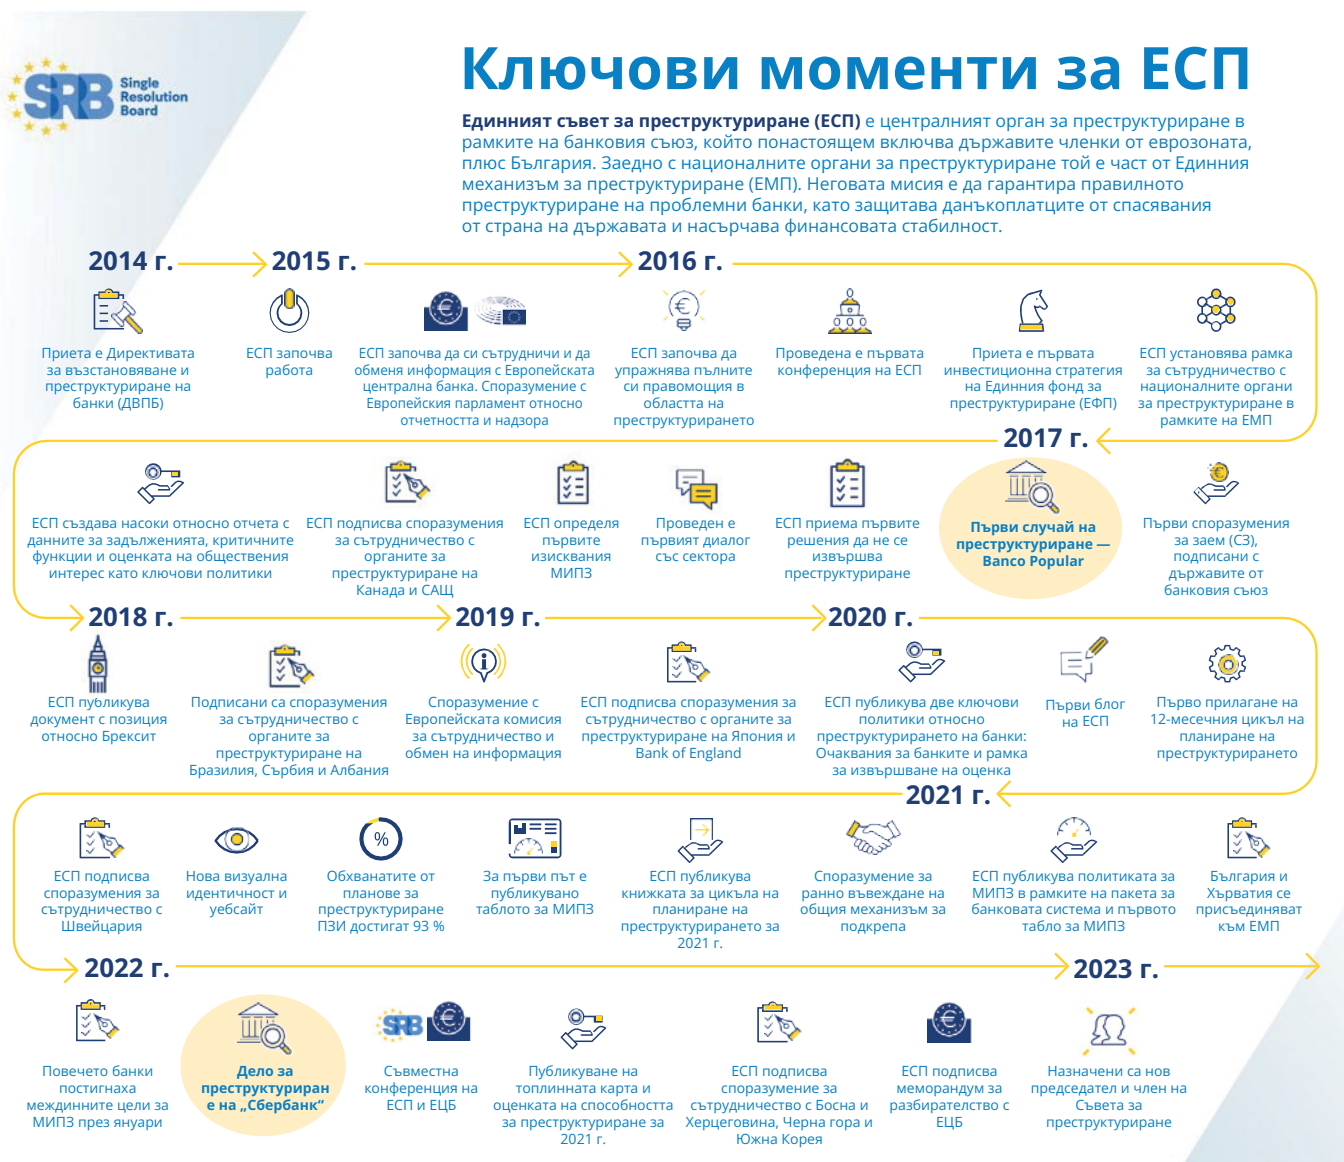 SRB Single
Resolution
Board
Ключови моменти за ЕСП
Единният съвет за преструктуриране (ЕСП) е централният орган за преструктуриране в
рамките на банковия съюз, който понастоящем включва държавите членки от еврозоната,
плюс България. Заедно с националните органи за преструктуриране той е част от Единния
механизъм за преструктуриране (ЕМП). Неговата мисия е да гарантира правилното
преструктуриране на проблемни банки, като защитава данъкоплатците от спасявания
от страна на държавата и насърчава финансовата стабилност.
2014 г.
Приета е Директивата
за възстановяване и
преструктуриране на
банки (ДВПБ)
2015 г.
ЕСП започва
работа
ЕСП започва да си сътрудничи и да
обменя информация с Европейската
централна банка. Споразумение с
Европейския парламент относно
отчетността и надзора
2016 г.
ЕСП започва да
упражнява пълните
си правомощия в
областта на
преструктурирането
Проведена е първата
конференция на ЕСП
Приета е първата
инвестиционна стратегия
на Единния фонд за
преструктуриране (ЕФП)
ЕСП установява рамка
за сътрудничество с
националните органи
за преструктуриране в
рамките на ЕМП
2017 г.
ЕСП създава насоки относно отчета с
данните за задълженията, критичните
функции и оценката на обществения
интерес като ключови политики
ЕСП подписва споразумения
за сътрудничество с
органите за
преструктуриране на
Канада и САЩ
ЕСП определя
първите
изисквания
МИПЗ
Проведен е
първият диалог
със сектора
ЕСП приема първите
решения да не се
извършва
преструктуриране
Първи случай на
преструктуриране —
Banco Popular
Първи споразумения
за заем (СЗ),
подписани с
държавите от
банковия съюз
2018 г.
ЕСП публикува
документ с позиция
относно Брексит
Подписани са споразумения
за сътрудничество с
органите за
преструктуриране на
Бразилия, Сърбия и Албания
2019 г.
Споразумение с
Европейската комисия
за сътрудничество и
обмен на информация
ЕСП подписва споразумения за
сътрудничество с органите за
преструктуриране на Япония и
Bank of England
2020 г.
ЕСП публикува две ключови
политики относно
преструктурирането на банки:
Очаквания за банките и рамка
за извършване на оценка
Първи блог
на ЕСП
Първо прилагане на
12-месечния цикъл на
планиране на
преструктурирането
2021 г.
ЕСП подписва
споразумения за
сътрудничество с
Швейцария
Нова визуална
идентичност и
уебсайт
%
Обхванатите от
планове за
преструктуриране
ПЗИ достигат 93 %
За първи път е
публикувано
таблото за МИПЗ
ЕСП публикува
книжката за цикъла на
планиране на
преструктурирането за
2021 г.
Споразумение за
ранно въвеждане на
общия механизъм за
подкрепа
ЕСП публикува политиката за
МИПЗ в рамките на пакета за
банковата система и първото
табло за МИПЗ
България и
Хърватия се
присъединяват
към ЕМП
2022 г.
Повечето банки
постигнаха
междинните цели за
МИПЗ през януари
Дело за
преструктуриран
е на „Сбербанк“
SRB
Съвместна
конференция на
ЕСП и ЕЦБ
Публикуване на
топлинната карта и
оценката на способността
за преструктуриране за
2021 г.
ЕСП подписва
споразумение за
сътрудничество с Босна и
Херцеговина, Черна гора и
Южна Корея
ЕСП подписва
меморандум за
разбирателство с
ЕЦБ
2023 г.
Назначени са нов
председател и член на
Съвета за
преструктуриране